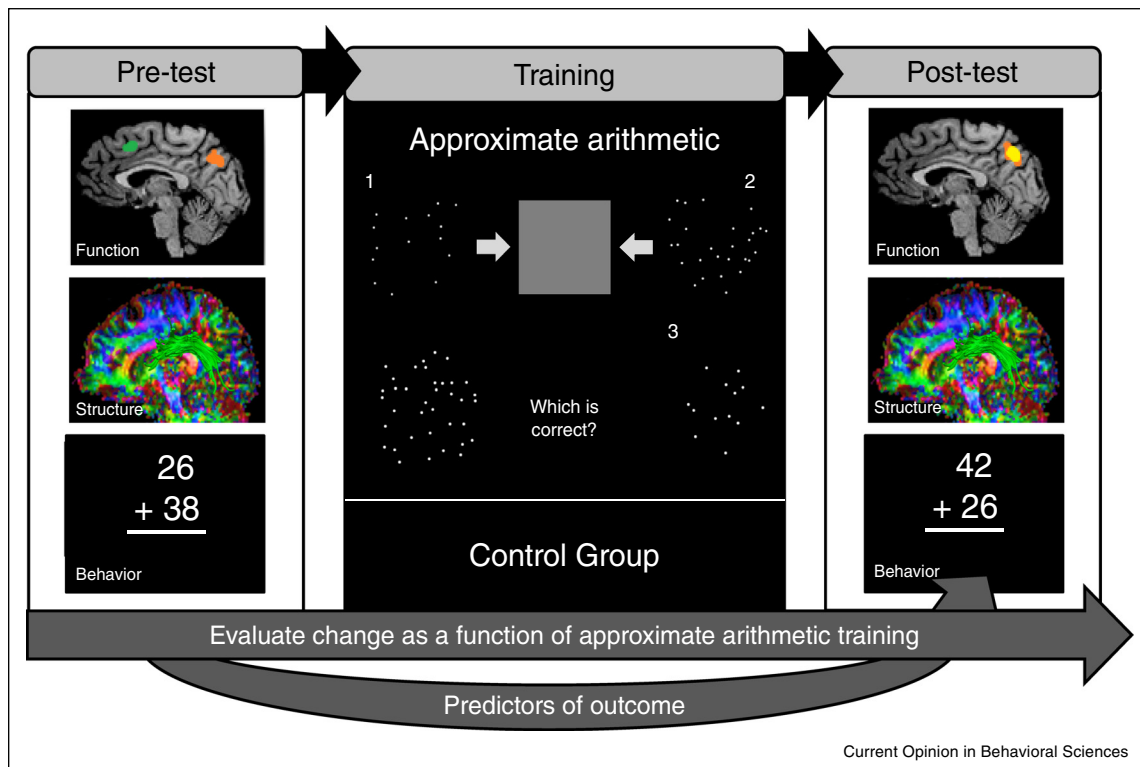 Pre-test
Training
Post-test
Function
Structure
26
+ 38
Behavior
Approximate arithmetic
1
2
3
Which is
correct?
Control Group
Function
Structure
42
+ 26
Behavior
Evaluate change as a function of approximate arithmetic training
Predictors of outcome
Current Opinion in Behavioral Sciences